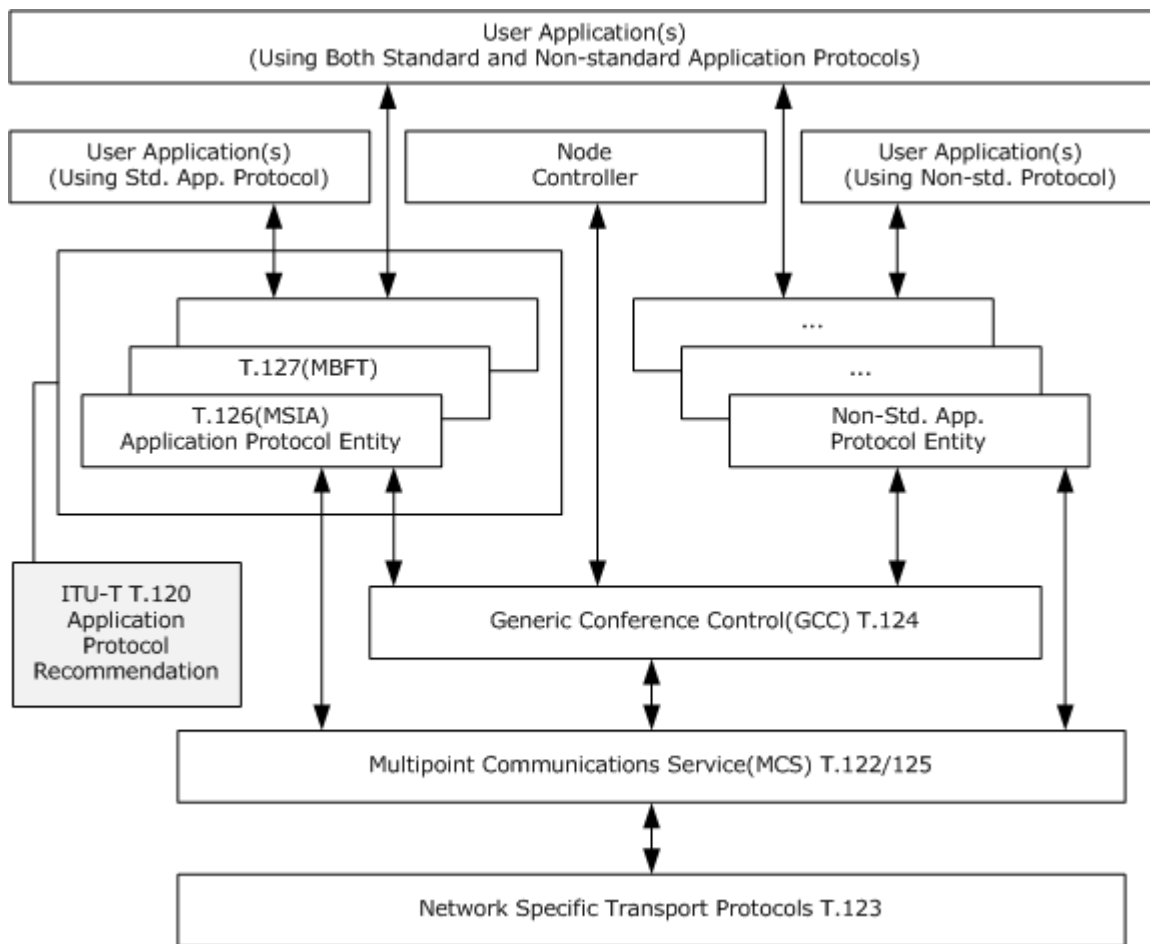 User Application(s)
(Using Both Standard and Non-standard Application Protocols)
User Application(s)
(Using Std. App. Protocol)
Node
Controller
User Application(s)
(Using Non-std. Protocol)
...
T.127(MBFT)
...
T.126(MSIA)
Application Protocol Entity
Non-Std. App.
Protocol Entity
ITU-T T.120
Application
Protocol
Recommendation
Generic Conference Control(GCC) T.124
Multipoint Communications Service(MCS) T.122/125
Network Specific Transport Protocols T.123